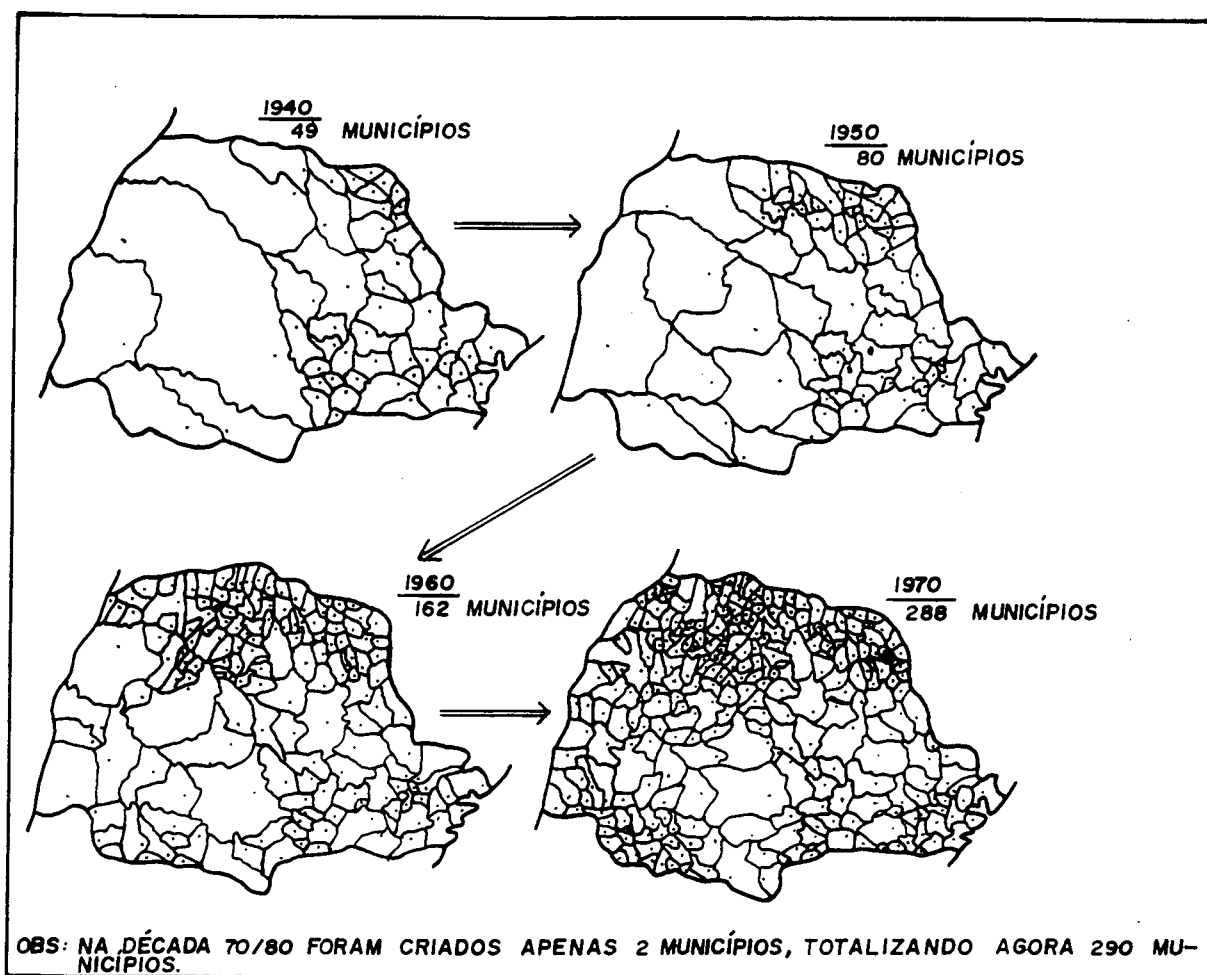 1940
49 MUNICÍPIOS
1950
80 MUNICÍPIOS
1960
162 MUNICÍPIOS
1970
288 MUNICÍPIOS
OBS: NA DÉCADA 70/80 FORAM CRIADOS APENAS 2 MUNICÍPIOS, TOTALIZANDO AGORA 290 MU-
NICÍPIOS.